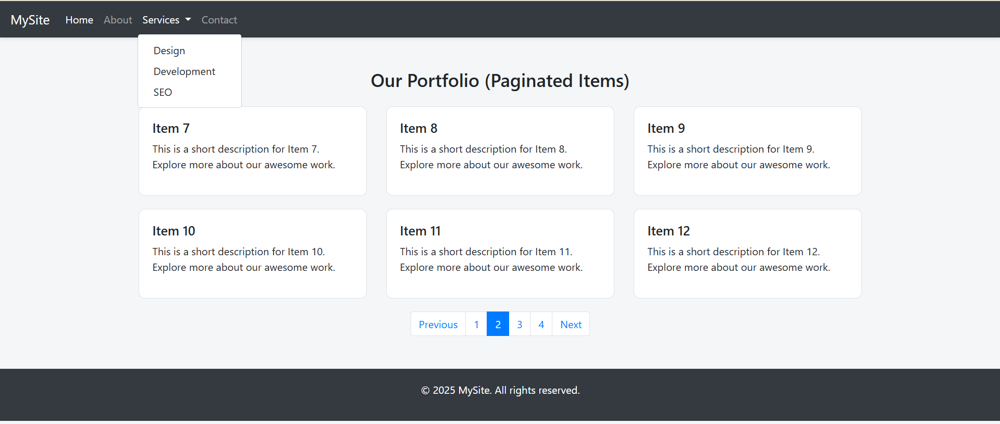 MySite Home About Services Contact
Design
Development
SEO
Our Portfolio (Paginated Items)
Item 7
This is a short description for Item 7.
Explore more about our awesome work.
Item 8
This is a short description for Item 8.
Explore more about our awesome work.
Item 9
This is a short description for Item 9.
Explore more about our awesome work.
Item 10
This is a short description for Item 10.
Explore more about our awesome work.
Item 11
This is a short description for Item 11.
Explore more about our awesome work.
Item 12
This is a short description for Item 12.
Explore more about our awesome work.
Previous 1 2 3 4 Next
© 2025 MySite. All rights reserved.